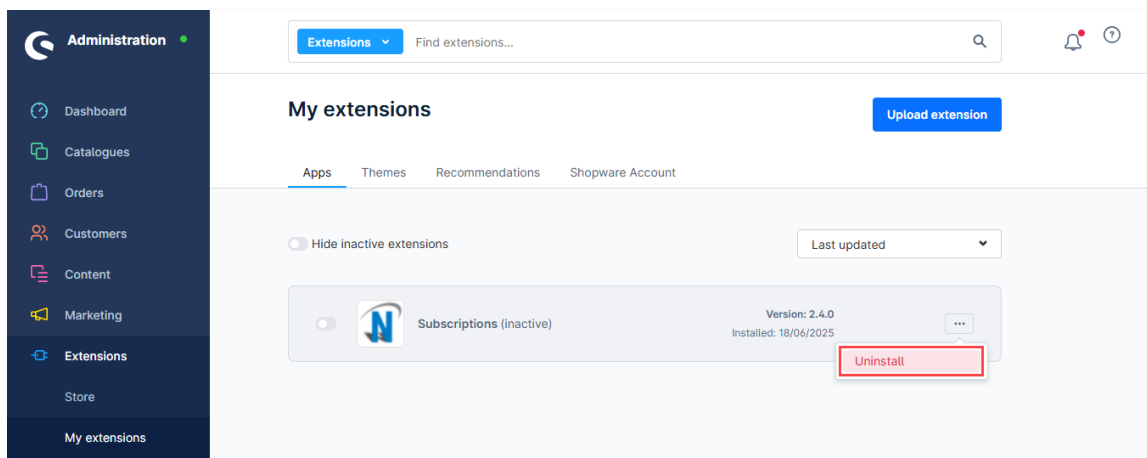 Administration
Extensions
Find extensions...
Dashboard
Catalogues
Orders
Customers
Content
Marketing
Extensions
Store
My extensions
My extensions
Upload extension
Apps Themes Recommendations Shopware Account
Hide inactive extensions
Last updated
N
Subscriptions (inactive)
Version: 2.4.0
Installed: 18/06/2025
Uninstall